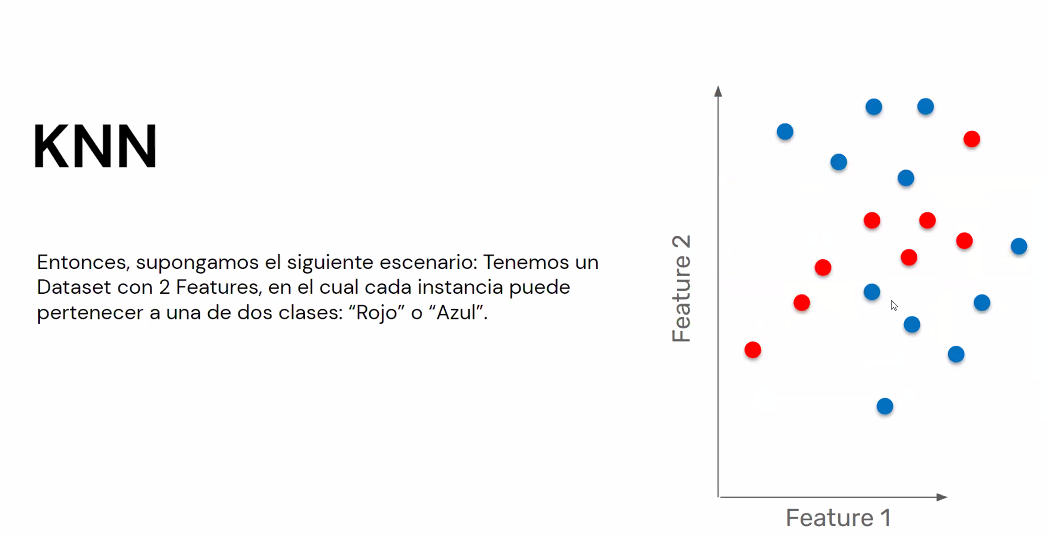 KNN
Entonces, supongamos el siguiente escenario: Tenemos un
Dataset con 2 Features, en el cual cada instancia puede
pertenecer a una de dos clases: “Rojo” o “Azul”.
Feature 2
Feature 1